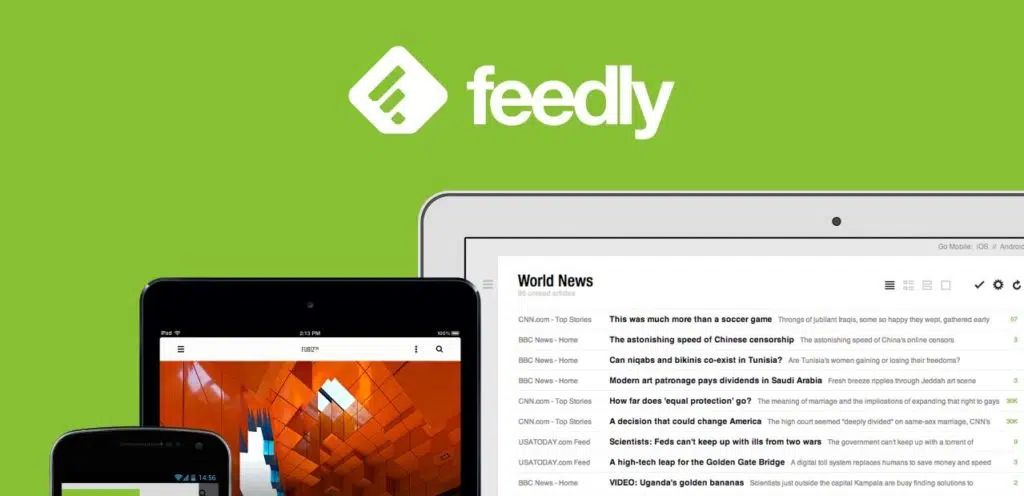 feedly
Go Mobile: iOS // Android
World News
86 unread articles
CNN.com - Top Stories This was much more than a soccer game Throngs of jubilant Iraqis, some so happy they wept, gathered early 57
BBC News - Home The astonishing speed of Chinese censorship The astonishing speed of China's online censors 3
BBC News - Home Can niqabs and bikinis co-exist in Tunisia? Are Tunisia's women gaining or losing their freedoms?
BBC News - Home Modern art patronage pays dividends in Saudi Arabia Fresh breeze ripples through Jeddah art scene 3
CNN.com - Top Stories How far does 'equal protection' go? The meaning of marriage and the implications of expanding that right to gays 30K
CNN.com - Top Stories A decision that could change America The high court seemed "deeply divided" on same-sex marriage, CNN's 30K
USATODAY.com Feed Scientists: Feds can't keep up with ills from two wars The government can't keep up with a torrent of 9
USATODAY.com Feed A high-tech leap for the Golden Gate Bridge A digital toll system replaces humans to save money and speed 3
BBC News - Home VIDEO: Uganda's golden bananas Scientists just outside the capital Kampala are busy finding solutions to 2
iPad 2:13 PM 100%
FUBIZ™
14:56